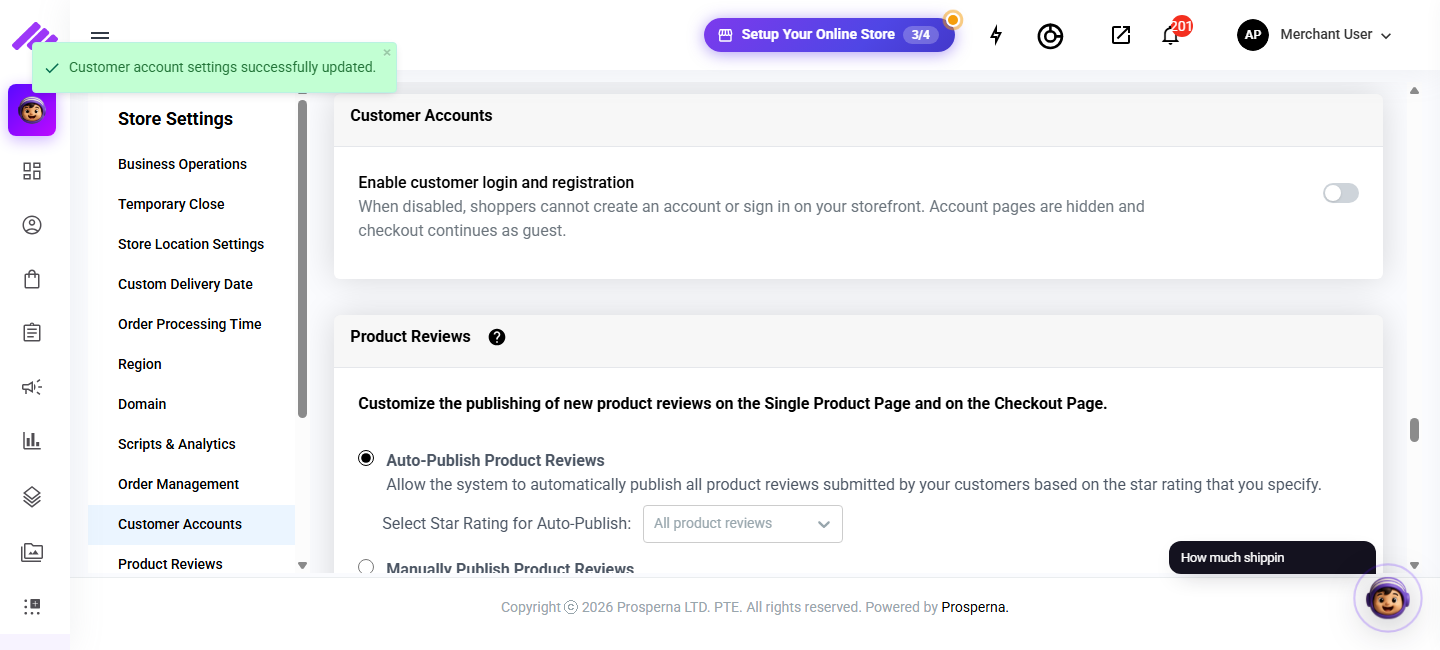 Setup Your Online Store 3/4
201
AP Merchant User
Customer account settings successfully updated.
×
Store Settings
Business Operations
Temporary Close
Store Location Settings
Custom Delivery Date
Order Processing Time
Region
Domain
Scripts & Analytics
Order Management
Customer Accounts
Product Reviews
Customer Accounts
Enable customer login and registration
When disabled, shoppers cannot create an account or sign in on your storefront. Account pages are hidden and
checkout continues as guest.
Product Reviews ?
Customize the publishing of new product reviews on the Single Product Page and on the Checkout Page.
Auto-Publish Product Reviews
Allow the system to automatically publish all product reviews submitted by your customers based on the star rating that you specify.
Select Star Rating for Auto-Publish: All product reviews
Manually Publish Product Reviews
How much shippin
Copyright © 2026 Prosperna LTD. PTE. All rights reserved. Powered by Prosperna.